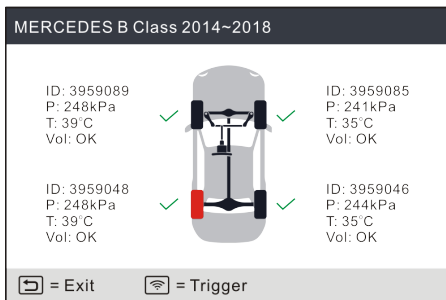 MERCEDES B Class 2014~2018
ID: 3959089
P: 248kPa
T: 39°C
Vol: OK
ID: 3959085
P: 241kPa
T: 35°C
Vol: OK
ID: 3959048
P: 248kPa
T: 39°C
Vol: OK
ID: 3959046
P: 244kPa
T: 35°C
Vol: OK
= Exit
= Trigger